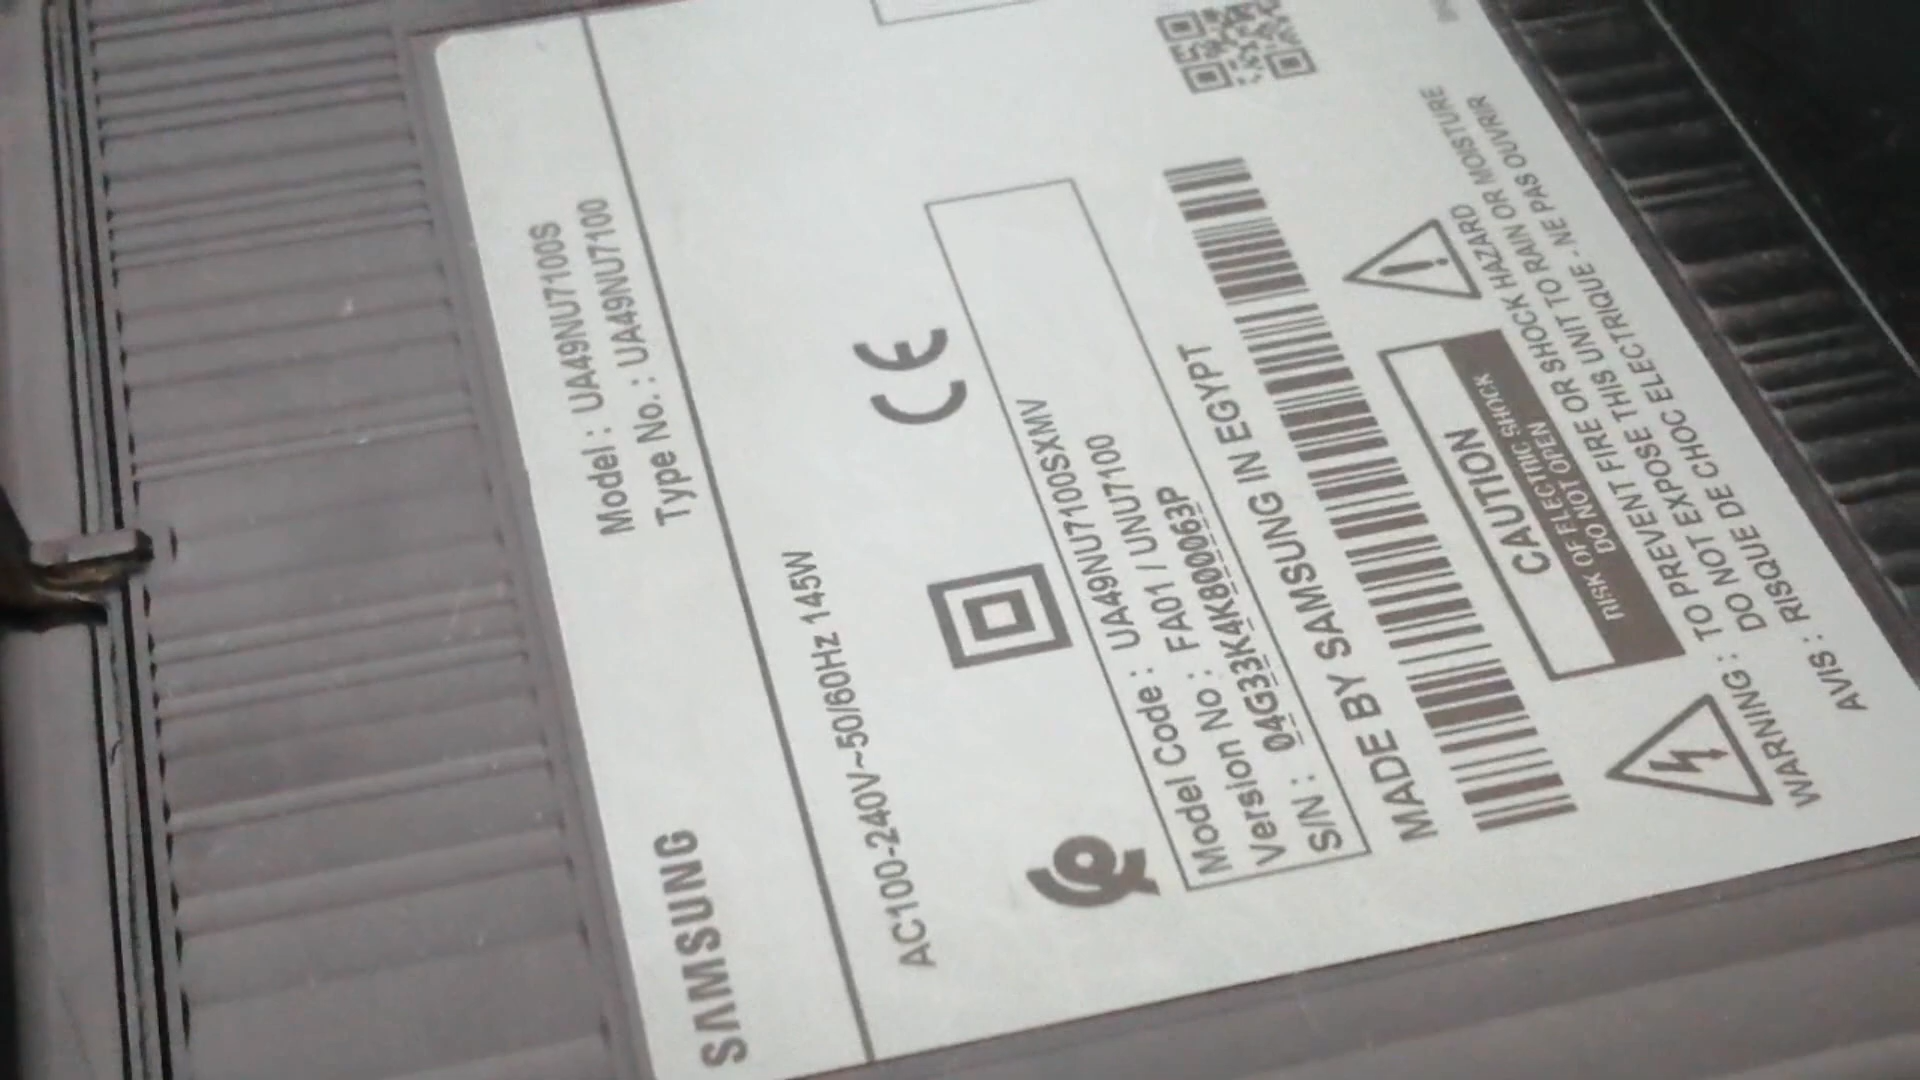 SAMSUNG
Model : UA49NU7100S
Type No. : UA49NU7100
AC100-240V~50/60Hz 145W
Model Code : UA49NU7100SXMV
Version No : FA01 / UNU7100
S/N : 04G33K4K800063P
MADE BY SAMSUNG IN EGYPT
CAUTION
RISK OF ELECTRIC SHOCK
DO NOT OPEN
WARNING : TO PREVENT FIRE OR SHOCK HAZARD
DO NOT EXPOSE THIS UNIT TO RAIN OR MOISTURE
AVIS : RISQUE DE CHOC ELECTRIQUE - NE PAS OUVRIR